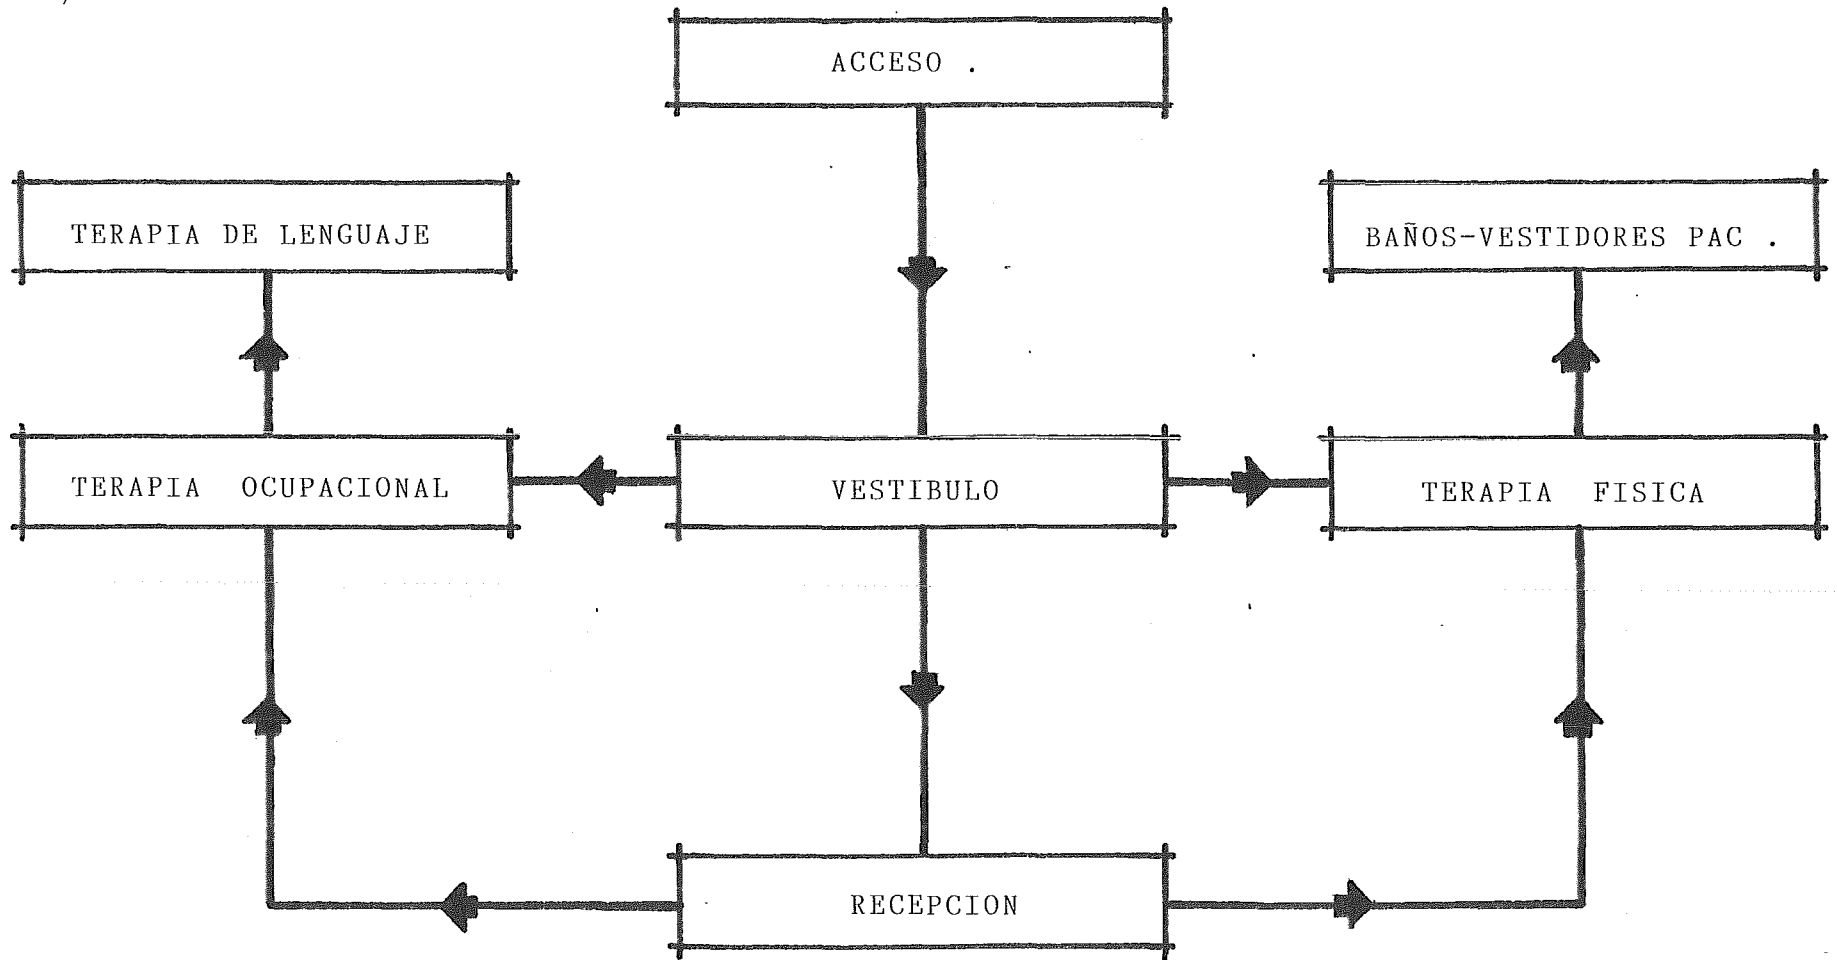 ACCESO .
TERAPIA DE LENGUAJE
BAÑOS-VESTIDORES PAC .
TERAPIA OCUPACIONAL
VESTIBULO
TERAPIA FISICA
RECEPCION